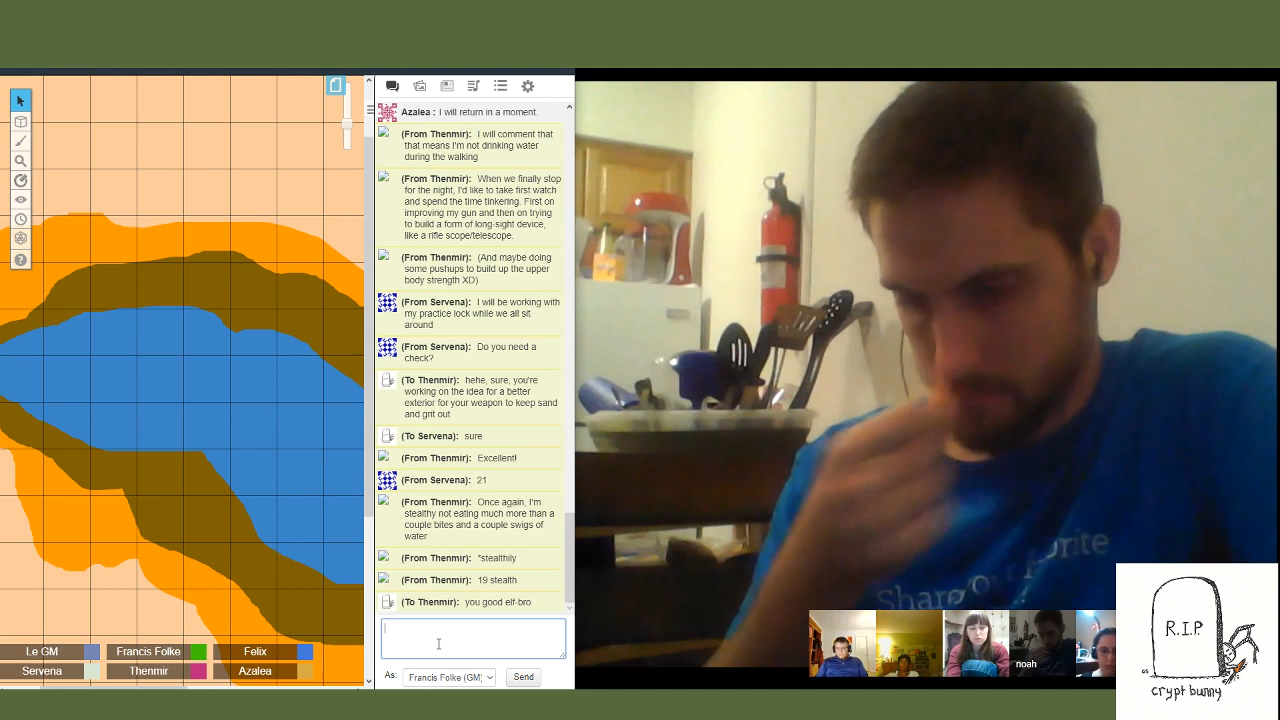 Azalea : I will return in a moment.
(From Thenmir): I will comment that
that means I'm not drinking water
during the walking
(From Thenmir): When we finally stop
for the night, I'd like to take first watch
and spend the time tinkering. First on
improving my gun and then on trying
to build a form of long-sight device,
like a rifle scope/telescope.
(From Thenmir): (And maybe doing
some pushups to build up the upper
body strength XD)
(From Servena): I will be working with
my practice lock while we all sit
around
(From Servena): Do you need a
check?
(To Thenmir): hehe, sure, you're
working on the idea for a better
exterior for your weapon to keep sand
and grit out
(To Servena): sure
(From Thenmir): Excellent!
(From Servena): 21
(From Thenmir): Once again, I'm
stealthy not eating much more than a
couple bites and a couple swigs of
water
(From Thenmir): *stealthily
(From Thenmir): 19 stealth
(To Thenmir): you good elf-bro
As: Francis Folke (GM) Send
Le GM Francis Folke Felix
Servena Thenmir Azalea
Share your favorite
noah
R.I.P
crypt bunny